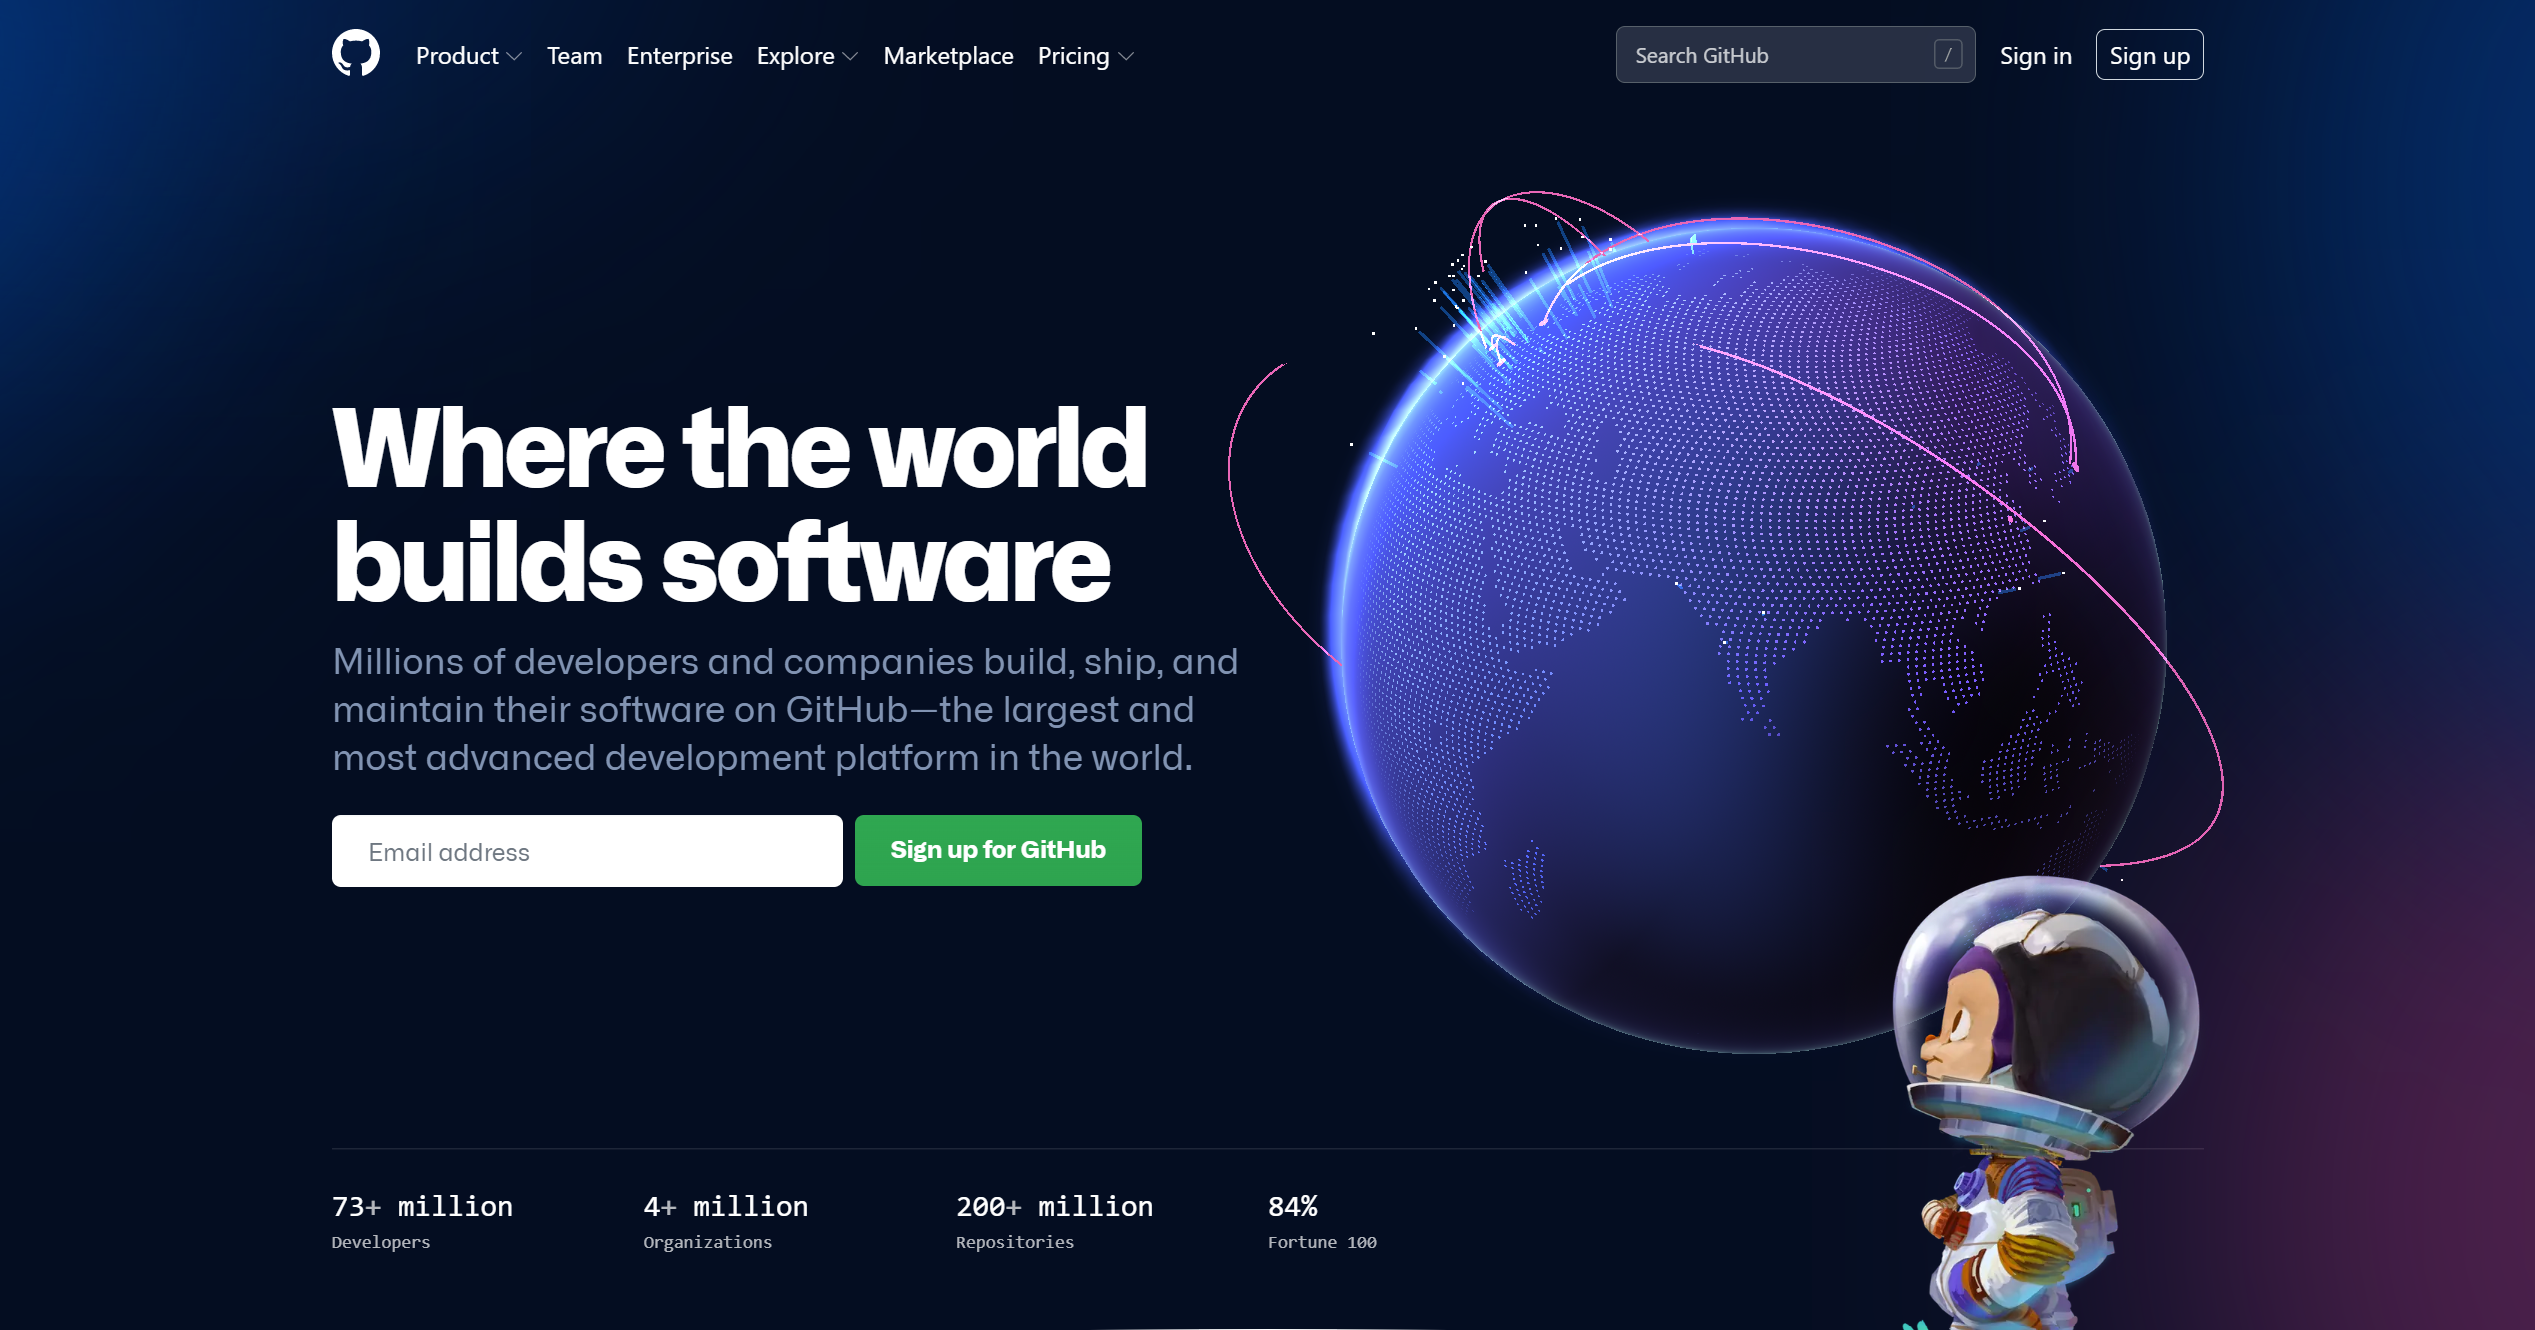 Product
Team
Enterprise
Explore
Marketplace
Pricing
Search GitHub
/
Sign in
Sign up
Where the world
builds software
Millions of developers and companies build, ship, and
maintain their software on GitHub—the largest and
most advanced development platform in the world.
Email address
Sign up for GitHub
73+ million
Developers
4+ million
Organizations
200+ million
Repositories
84%
Fortune 100